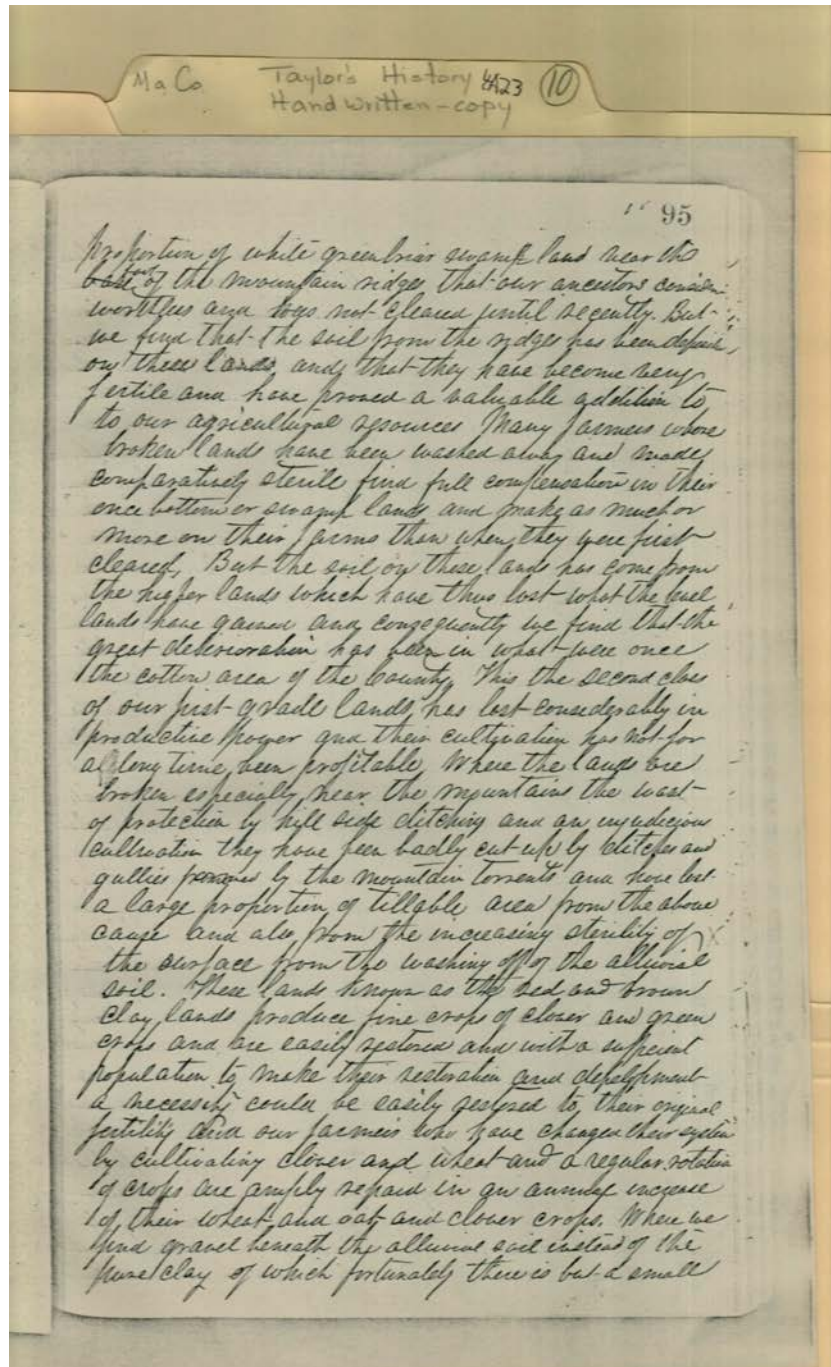 Ma Co Taylor's History 4A23 10
Hand written - copy
95
proportion of white greenbriar swamp land near the
of the mountain ridges that our ancestors
worthless and was not cleared until recently. But
we find that the soil from the ridges has been
on these lands, and that they have become very
fertile and have proved a valuable addition to
to our agricultural resources Many farmers whose
broken lands have been washed away and made
comparatively sterile find full compensation in their
once bottom or swamp lands and make as much or
more on their farms than when they were first
cleared, But the soil on these lands has come from
the higher lands which have thus lost what the level
lands have gained and consequently we find that the
great deterioration has been in what were once
the cotton area of the County, This the second class
of our first grade lands, has lost considerably in
productive power and their cultivation has not for
a long time been profitable. Where the lands are
broken especially near the mountains the want
of protection by hill side ditching and an injudicious
cultivation they have been badly cut up by ditches and
gullies by the mountain torrents and have lost
a large proportion of tillable area from the above
cause and also from the increasing sterility of
the surface from the washing off of the alluvial
soil. These lands known as the red and brown
clay lands produce fine crops of clover and green
crops and are easily restored and with a sufficient
population to make their restoration and development
a necessity could be easily restored to their original
fertility and our farmers who have changed their system
by cultivating clover and wheat and a regular rotation
of crops are amply repaid in an annual increase
of their wheat and oat and clover crops. Where we
find gravel beneath the alluvial soil instead of the
pure clay of which fortunately there is but a small